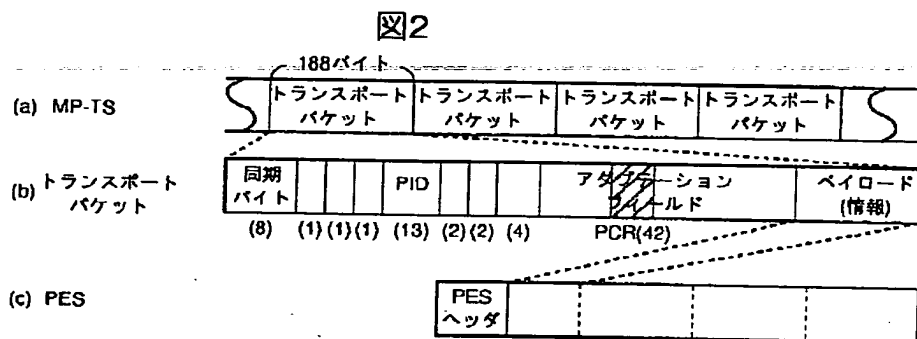 図2
188バイト
(a) MP-TS
トランスポート トランスポート トランスポート トランスポート
パケット パケット パケット パケット
(b) トランスポート
パケット
同期
バイト
PID
アダプテーション
フィールド
ペイロード
(情報)
(8) (1) (1) (1) (13) (2) (2) (4) PCR(42)
(c) PES
PES
ヘッダ